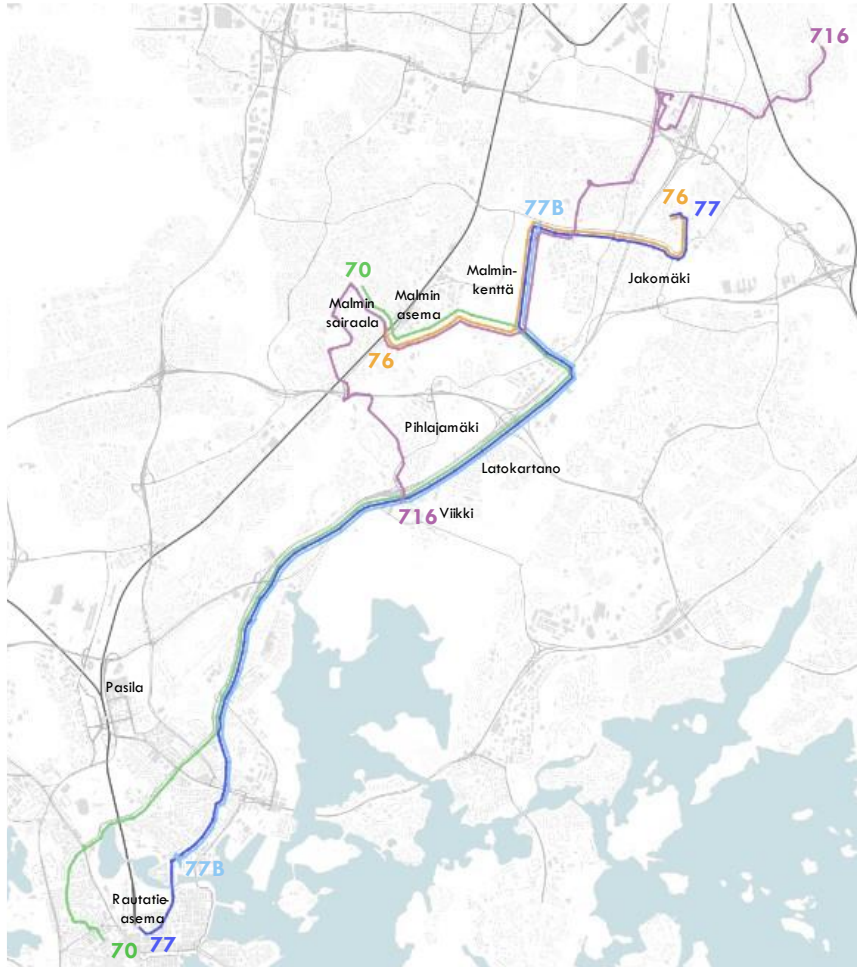 716
76
77
77B
Jakomäki
Malmin-
kenttä
70
Malmin
asema
Malmin
sairaala
76
Pihlajamäki
Latokartano
716
Viikki
Pasila
77B
Rautatie-
asema
70
77